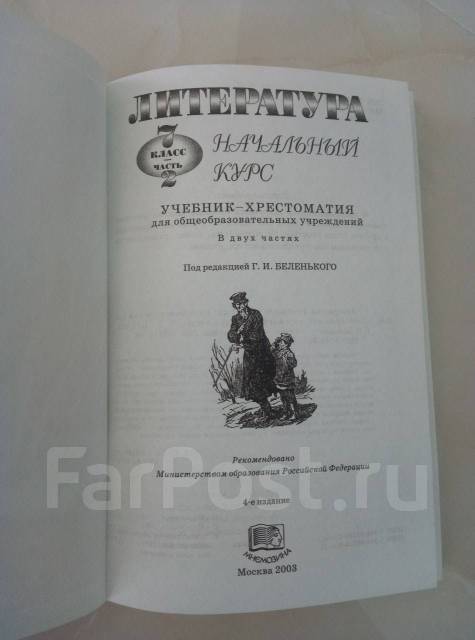 ЛИТЕРАТУРА
7
КЛАСС
ЧАСТЬ
2
НАЧАЛЬНЫЙ
КУРС
УЧЕБНИК–ХРЕСТОМАТИЯ
для общеобразовательных учреждений
В двух частях
Под редакцией Г. И. БЕЛЕНЬКОГО
Рекомендовано
Министерством образования Российской Федерации
4-е издание
МНЕМОЗИНА
Москва 2003
FarPost.ru